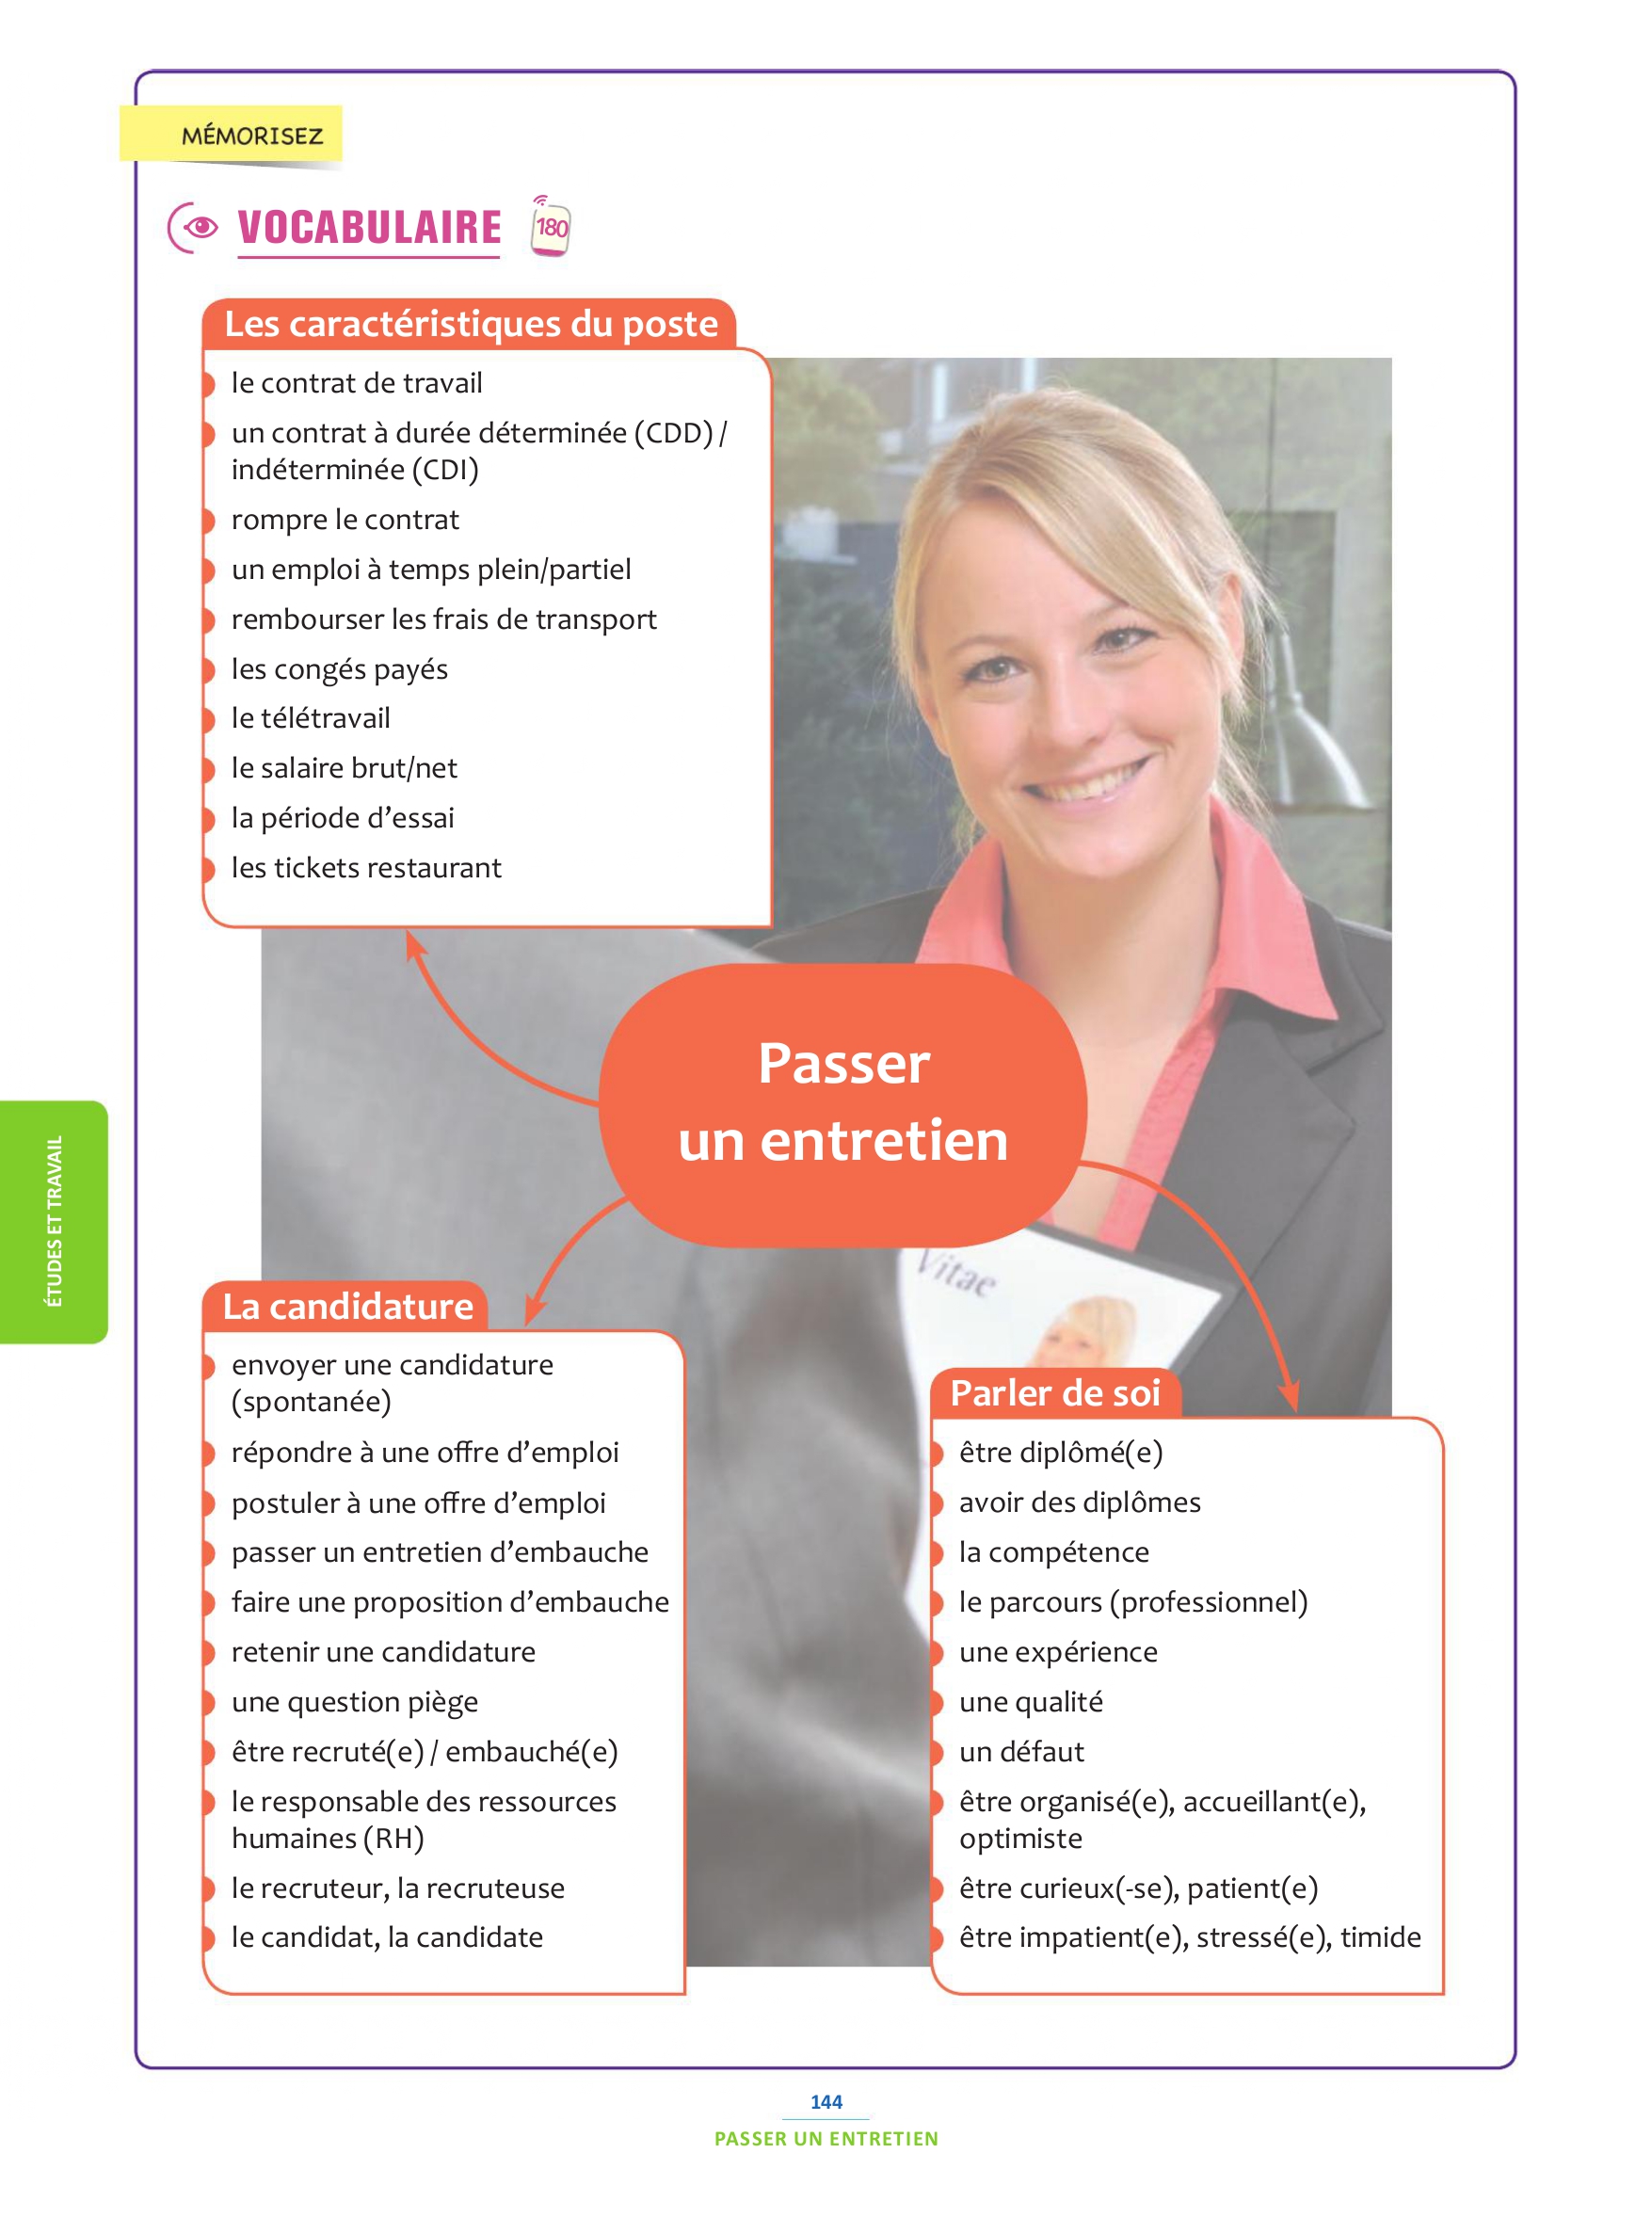 MÉMORISEZ
VOCABULAIRE
180
Les caractéristiques du poste
le contrat de travail
un contrat à durée déterminée (CDD) /
indéterminée (CDI)
rompre le contrat
un emploi à temps plein/partiel
rembourser les frais de transport
les congés payés
le télétravail
le salaire brut/net
la période d’essai
les tickets restaurant
Passer
un entretien
Vitae
La candidature
envoyer une candidature
(spontanée)
répondre à une offre d’emploi
postuler à une offre d’emploi
passer un entretien d’embauche
faire une proposition d’embauche
retenir une candidature
une question piège
être recruté(e) / embauché(e)
le responsable des ressources
humaines (RH)
le recruteur, la recruteuse
le candidat, la candidate
Parler de soi
être diplômé(e)
avoir des diplômes
la compétence
le parcours (professionnel)
une expérience
une qualité
un défaut
être organisé(e), accueillant(e),
optimiste
être curieux(-se), patient(e)
être impatient(e), stressé(e), timide
ÉTUDES ET TRAVAIL
144
PASSER UN ENTRETIEN